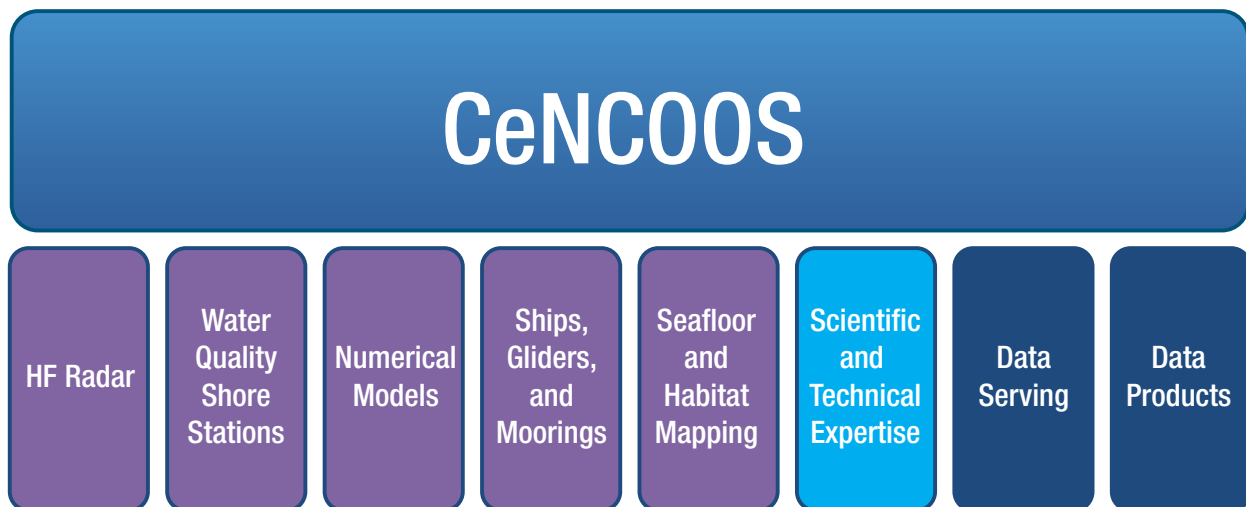 CeNCOOS
HF Radar
Water
Quality
Shore
Stations
Numerical
Models
Ships,
Gliders,
and
Moorings
Seafloor
and
Habitat
Mapping
Scientific
and
Technical
Expertise
Data
Serving
Data
Products